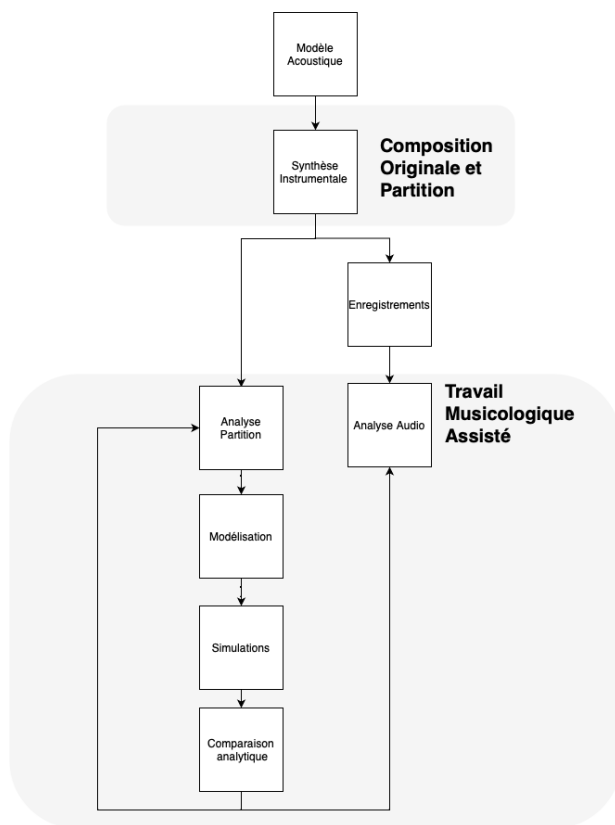 Modèle
Acoustique
Synthèse
Instrumentale
Composition
Originale et
Partition
Enregistrements
Analyse
Partition
Analyse Audio
Travail
Musicologique
Assisté
Modélisation
Simulations
Comparaison
analytique